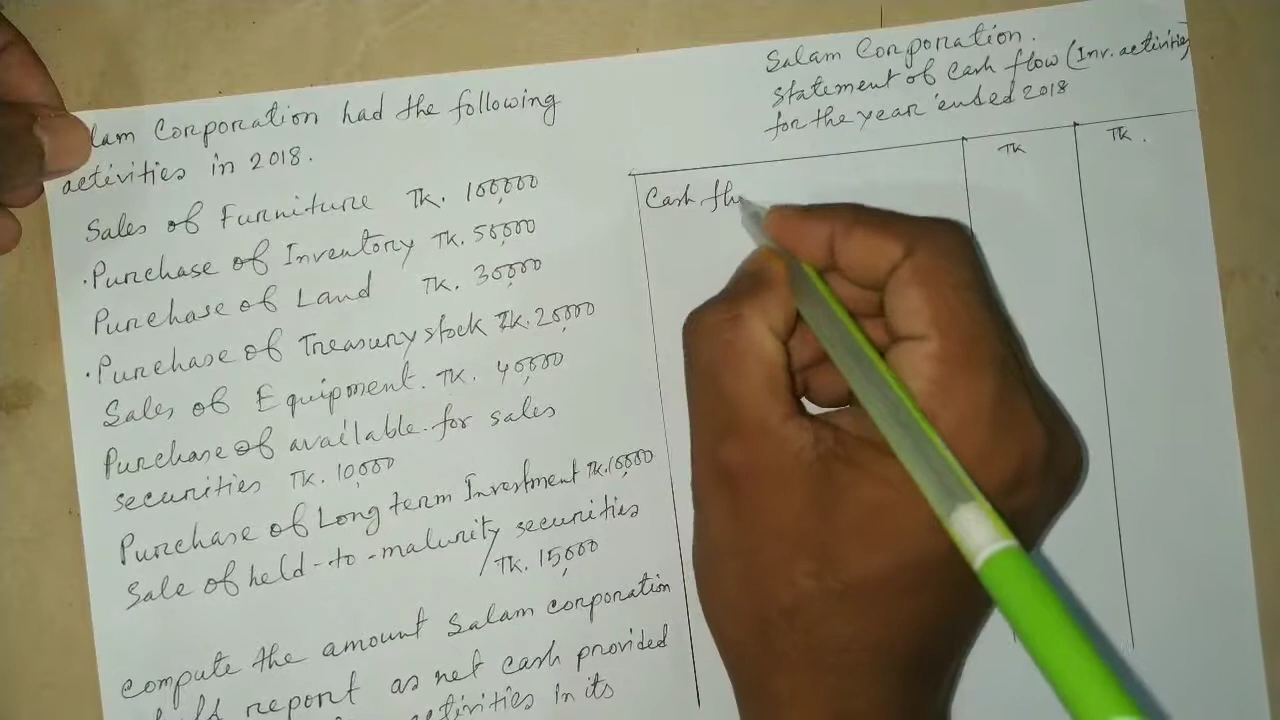 lam Corporation had the following
activities in 2018.
Sales of Furniture Tk. 100,000
. Purchase of Inventory Tk. 50,000
Purchase of Land Tk. 30,000
. Purchase of Treasury stock Tk. 20,000
Sales of Equipment. Tk. 40,000
Purchase of available-for sales
securities Tk. 10,000
Purchase of Long term Investment Tk. 10,000
Sale of held-to-maturity securities
/ Tk. 15,000
compute the amount Salam corporation
report as net cash provided
activities in its
Salam Corporation.
Statement of Cash flow (Inv. activities
for the year ended 2018
Tk Tk.
Cash flo